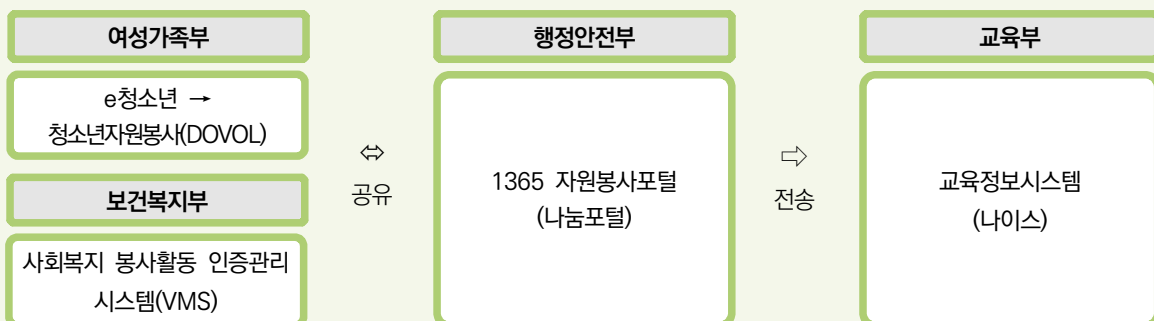 여성가족부
e청소년 →
청소년자원봉사(DOVOL)
보건복지부
사회복지 봉사활동 인증관리
시스템(VMS)
⇔
공유
행정안전부
1365 자원봉사포털
(나눔포털)
⇨
전송
교육부
교육정보시스템
(나이스)